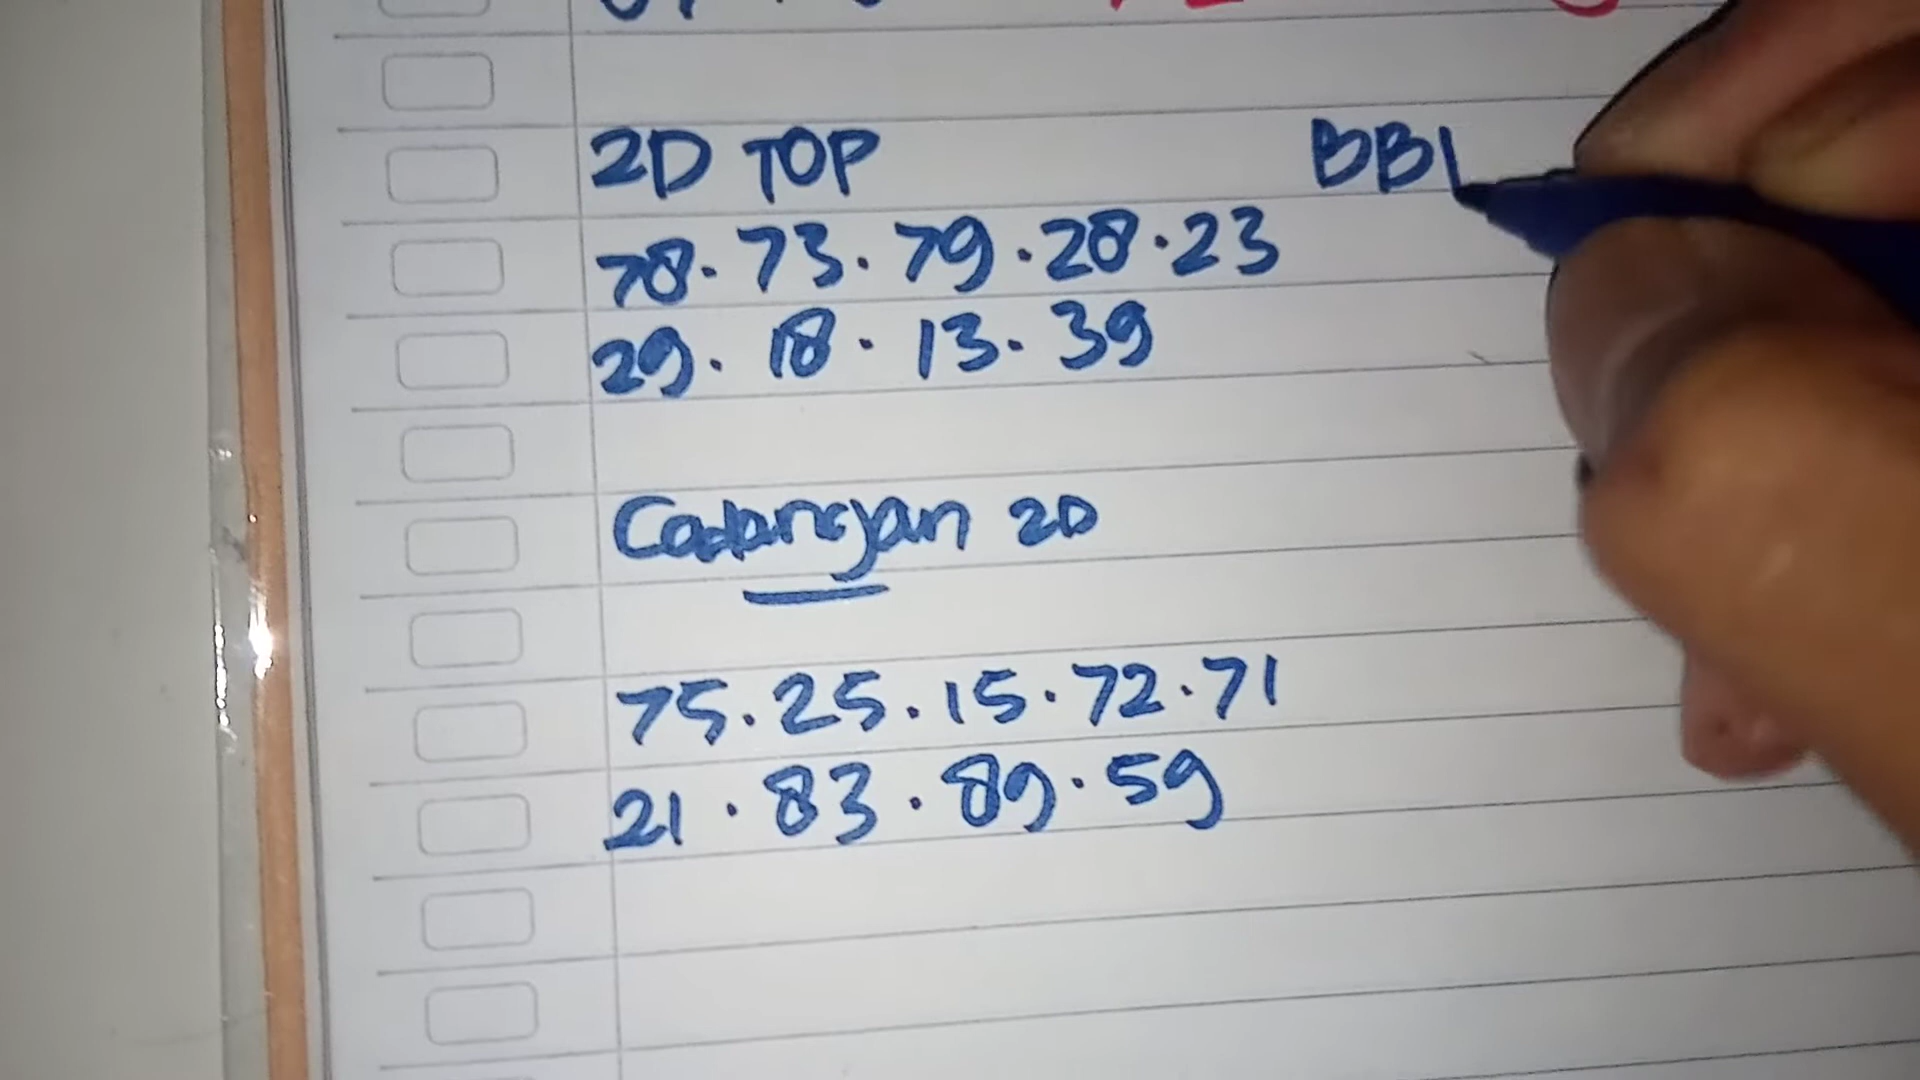 2D TOP BBI
78. 73. 79. 28. 23
29. 18. 13. 39
Cadangan 2D
75. 25. 15. 72. 71
21. 83. 89. 59